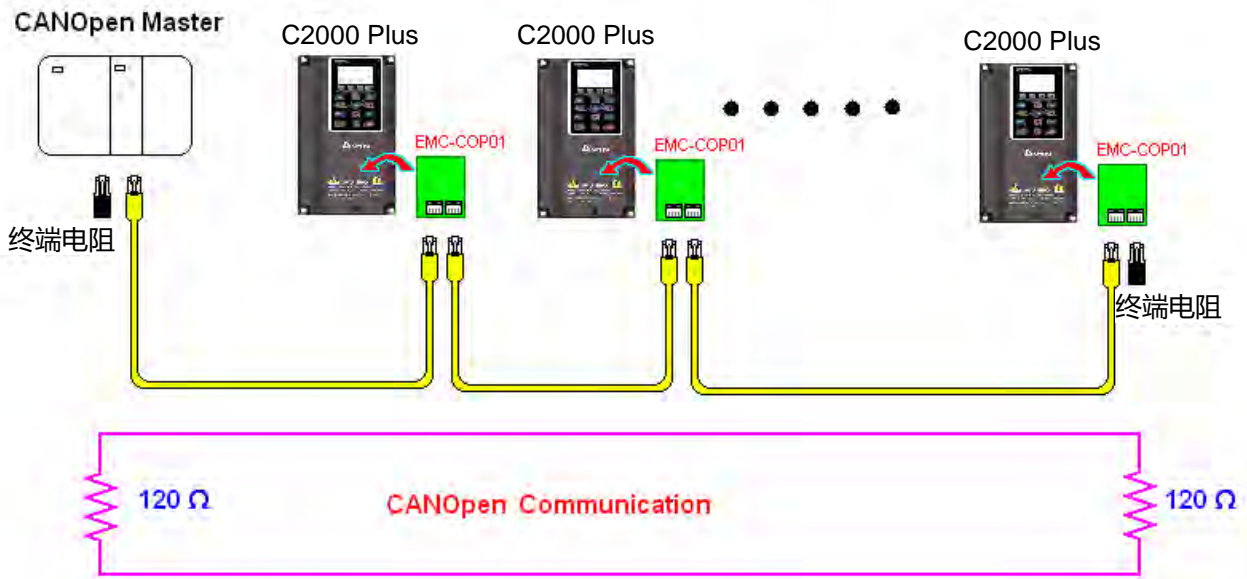 CANOpen Master
C2000 Plus
C2000 Plus
C2000 Plus
EMC-COP01
EMC-COP01
EMC-COP01
终端电阻
终端电阻
120 Ω
CANOpen Communication
120 Ω